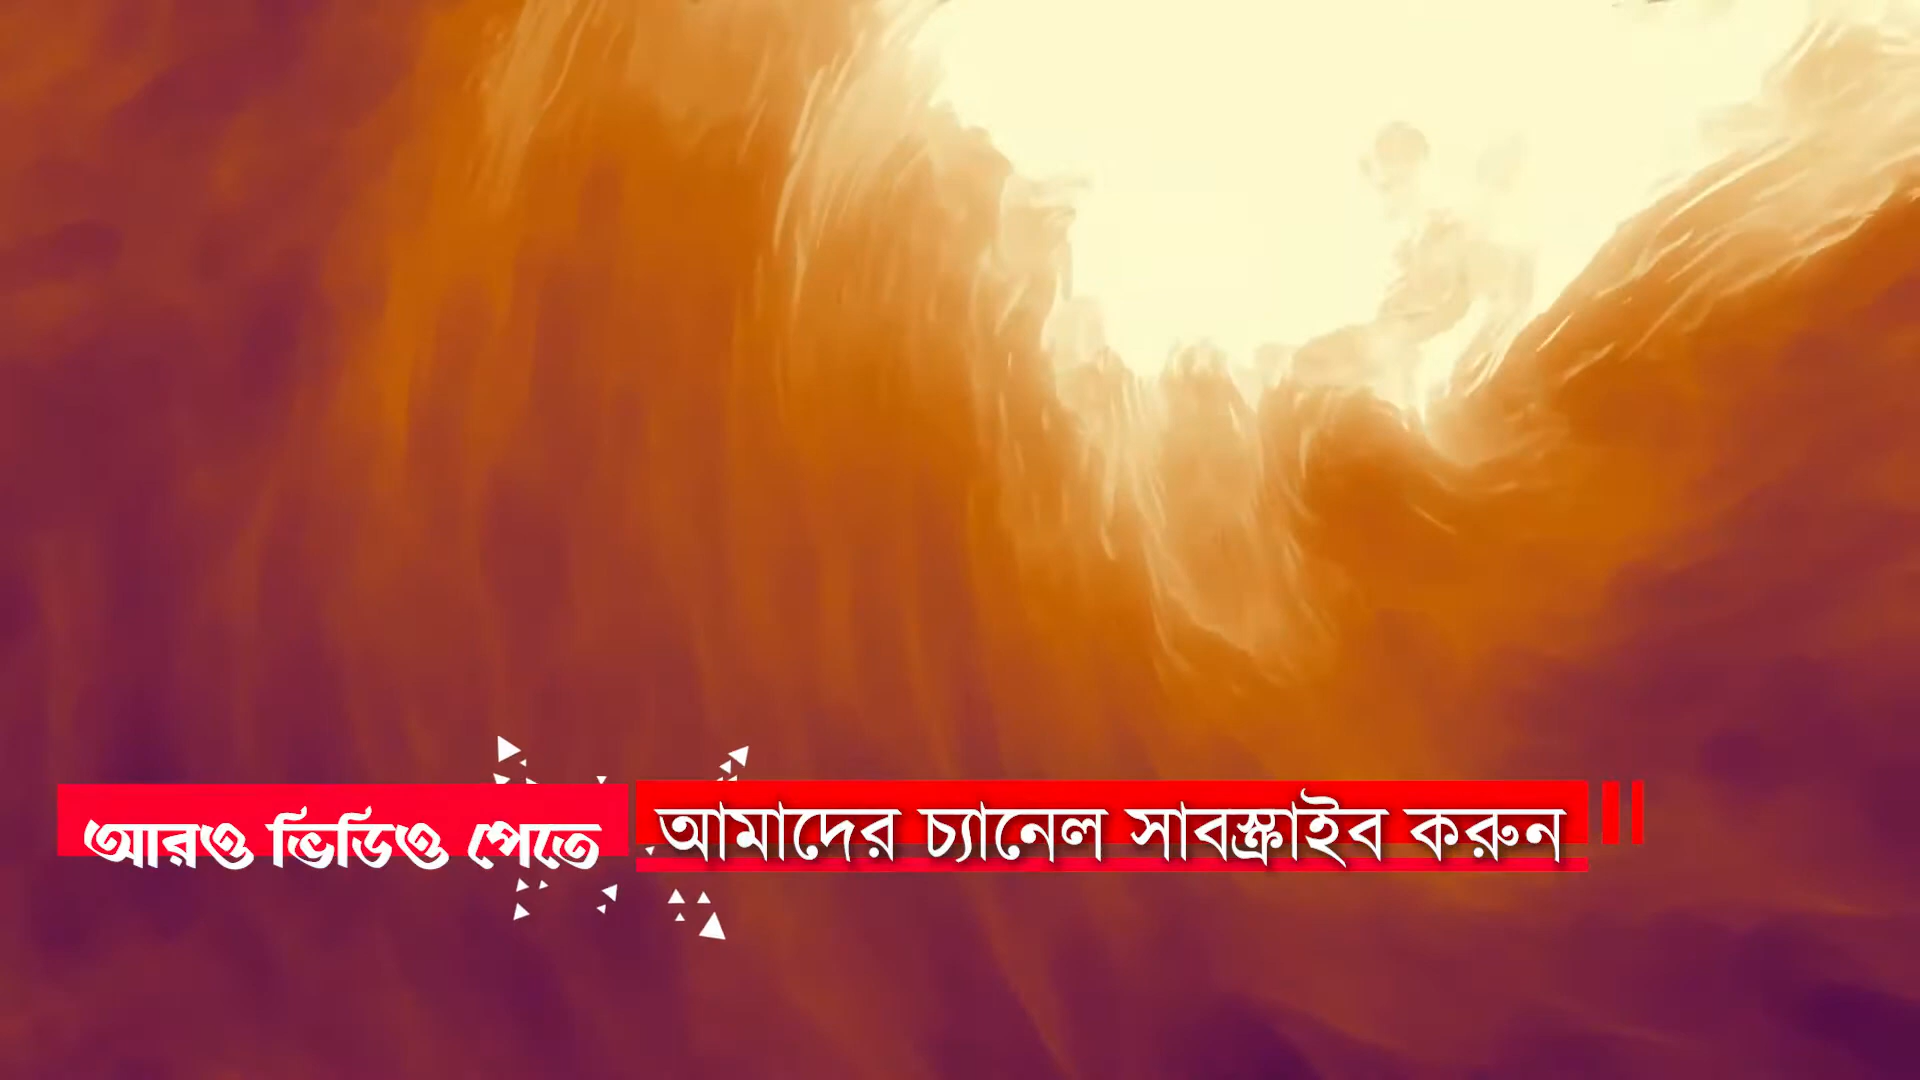 আরও ভিডিও পেতে আমাদের চ্যানেল সাবস্ক্রাইব করুন